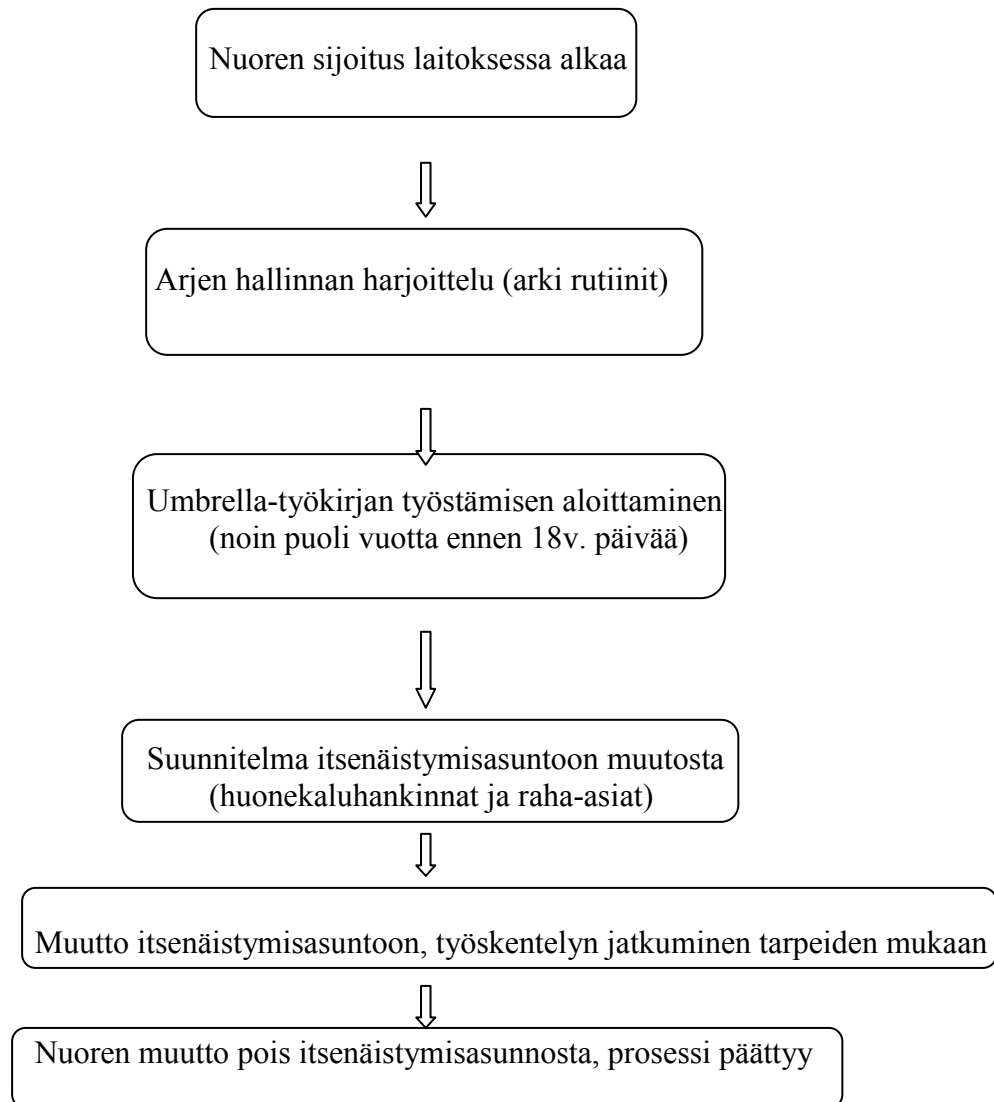 Nuoren sijoitus laitoksessa alkaa
Arjen hallinnan harjoittelu (arki rutiinit)
Umbrella-työkirjan työstämisen aloittaminen
(noin puoli vuotta ennen 18v. päivää)
Suunnitelma itsenäistymisasuntoon muutosta
(huonekaluhankinnat ja raha-asiat)
Muutto itsenäistymisasuntoon, työskentelyn jatkuminen tarpeiden mukaan
Nuoren muutto pois itsenäistymisasunnosta, prosessi päättyy